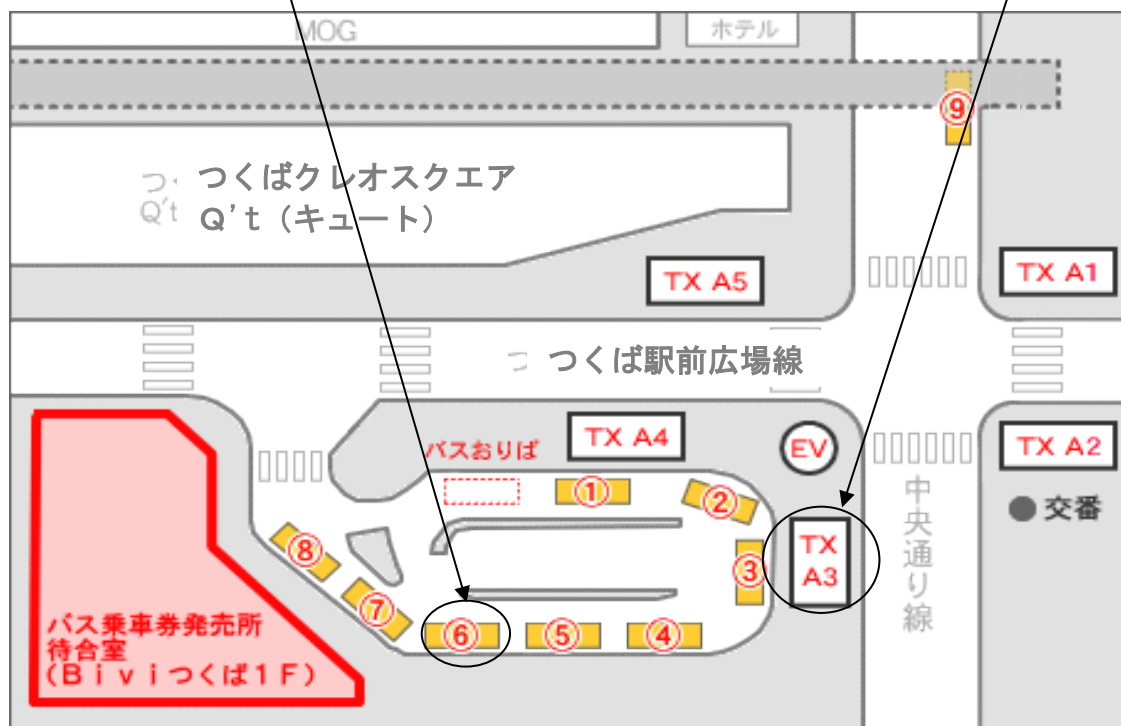 MOG
ホテル
⑨
つ
つくばクレオスクエア
Q't
Q't（キュート）
TX A5
TX A1
つ
つくば駅前広場線
TX A4
バスおりば
EV
TX A2
①
②
中央通り線
● 交番
⑧
③
TX
A3
⑦
⑥
⑤
④
バス乗車券発売所
待合室
（Ｂｉｖｉつくば１Ｆ）